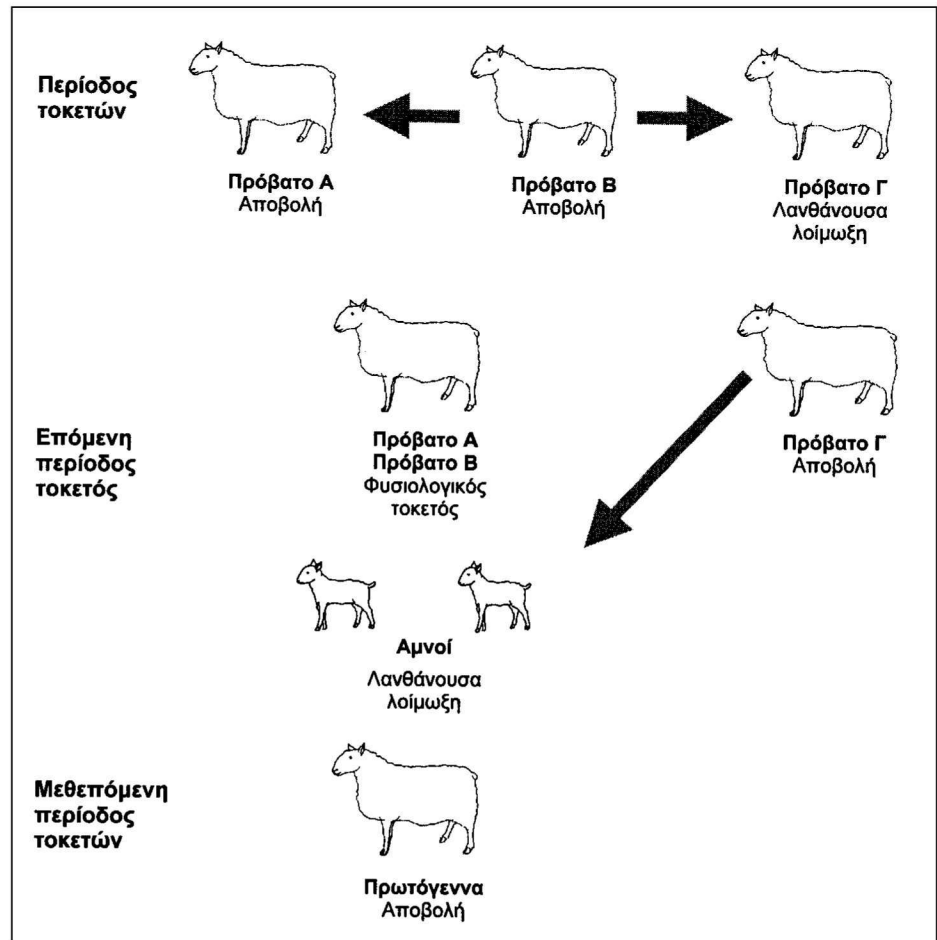 Περίοδος
τοκετών
Πρόβατο Α
Αποβολή
Πρόβατο Β
Αποβολή
Πρόβατο Γ
Λανθάνουσα
λοίμωξη
Επόμενη
περίοδος
τοκετός
Πρόβατο Α
Πρόβατο Β
Φυσιολογικός
τοκετός
Πρόβατο Γ
Αποβολή
Αμνοί
Λανθάνουσα
λοίμωξη
Μεθεπόμενη
περίοδος
τοκετών
Πρωτόγεννα
Αποβολή